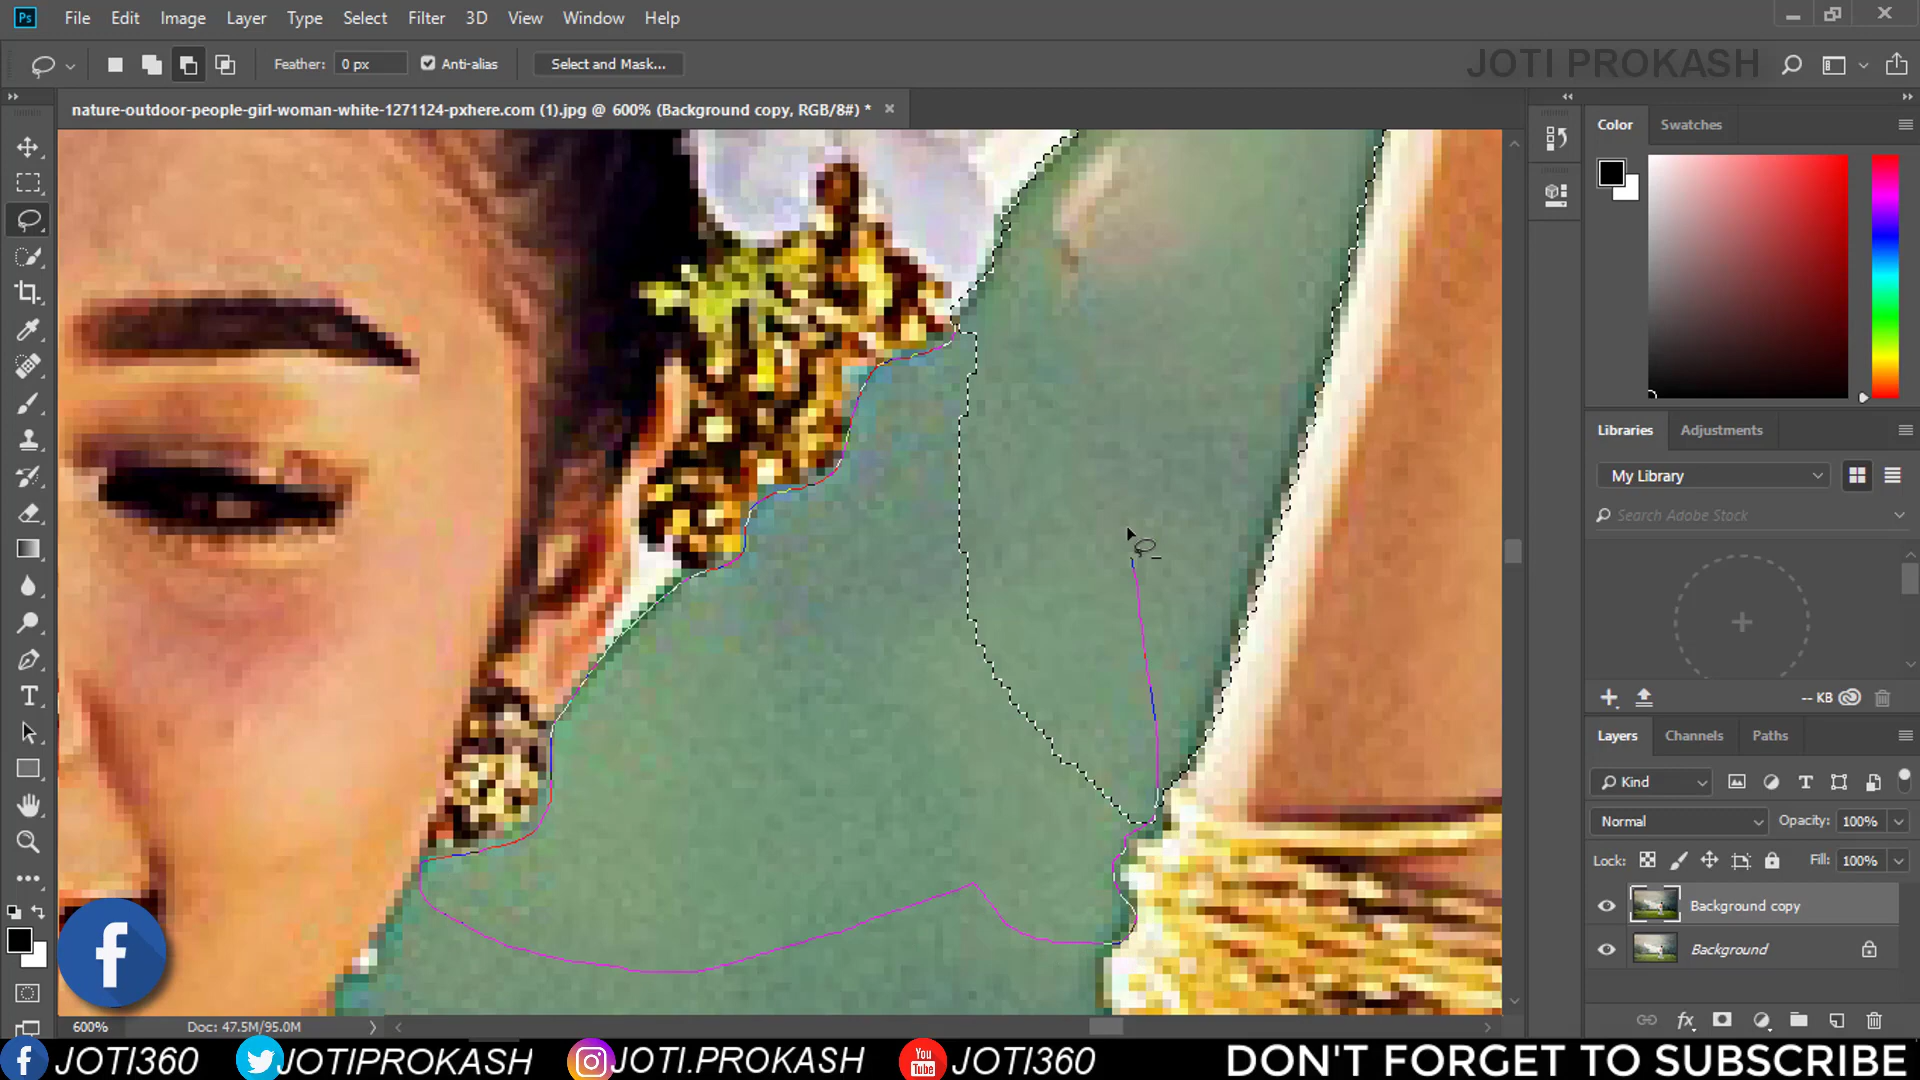 Ps File Edit Image Layer Type Select Filter 3D View Window Help
Feather: 0 px Anti-alias Select and Mask...
JOTI PROKASH
nature-outdoor-people-girl-woman-white-1271124-pxhere.com (1).jpg @ 600% (Background copy, RGB/8#) *
Color Swatches
Libraries Adjustments
My Library
Search Adobe Stock
-- KB
Layers Channels Paths
Kind
Normal Opacity: 100%
Lock: Fill: 100%
Background copy
Background
600% Doc: 47.5M/95.0M
JOTI360 JOTIPROKASH JOTI.PROKASH You Tube JOTI360 DON'T FORGET TO SUBSCRIBE